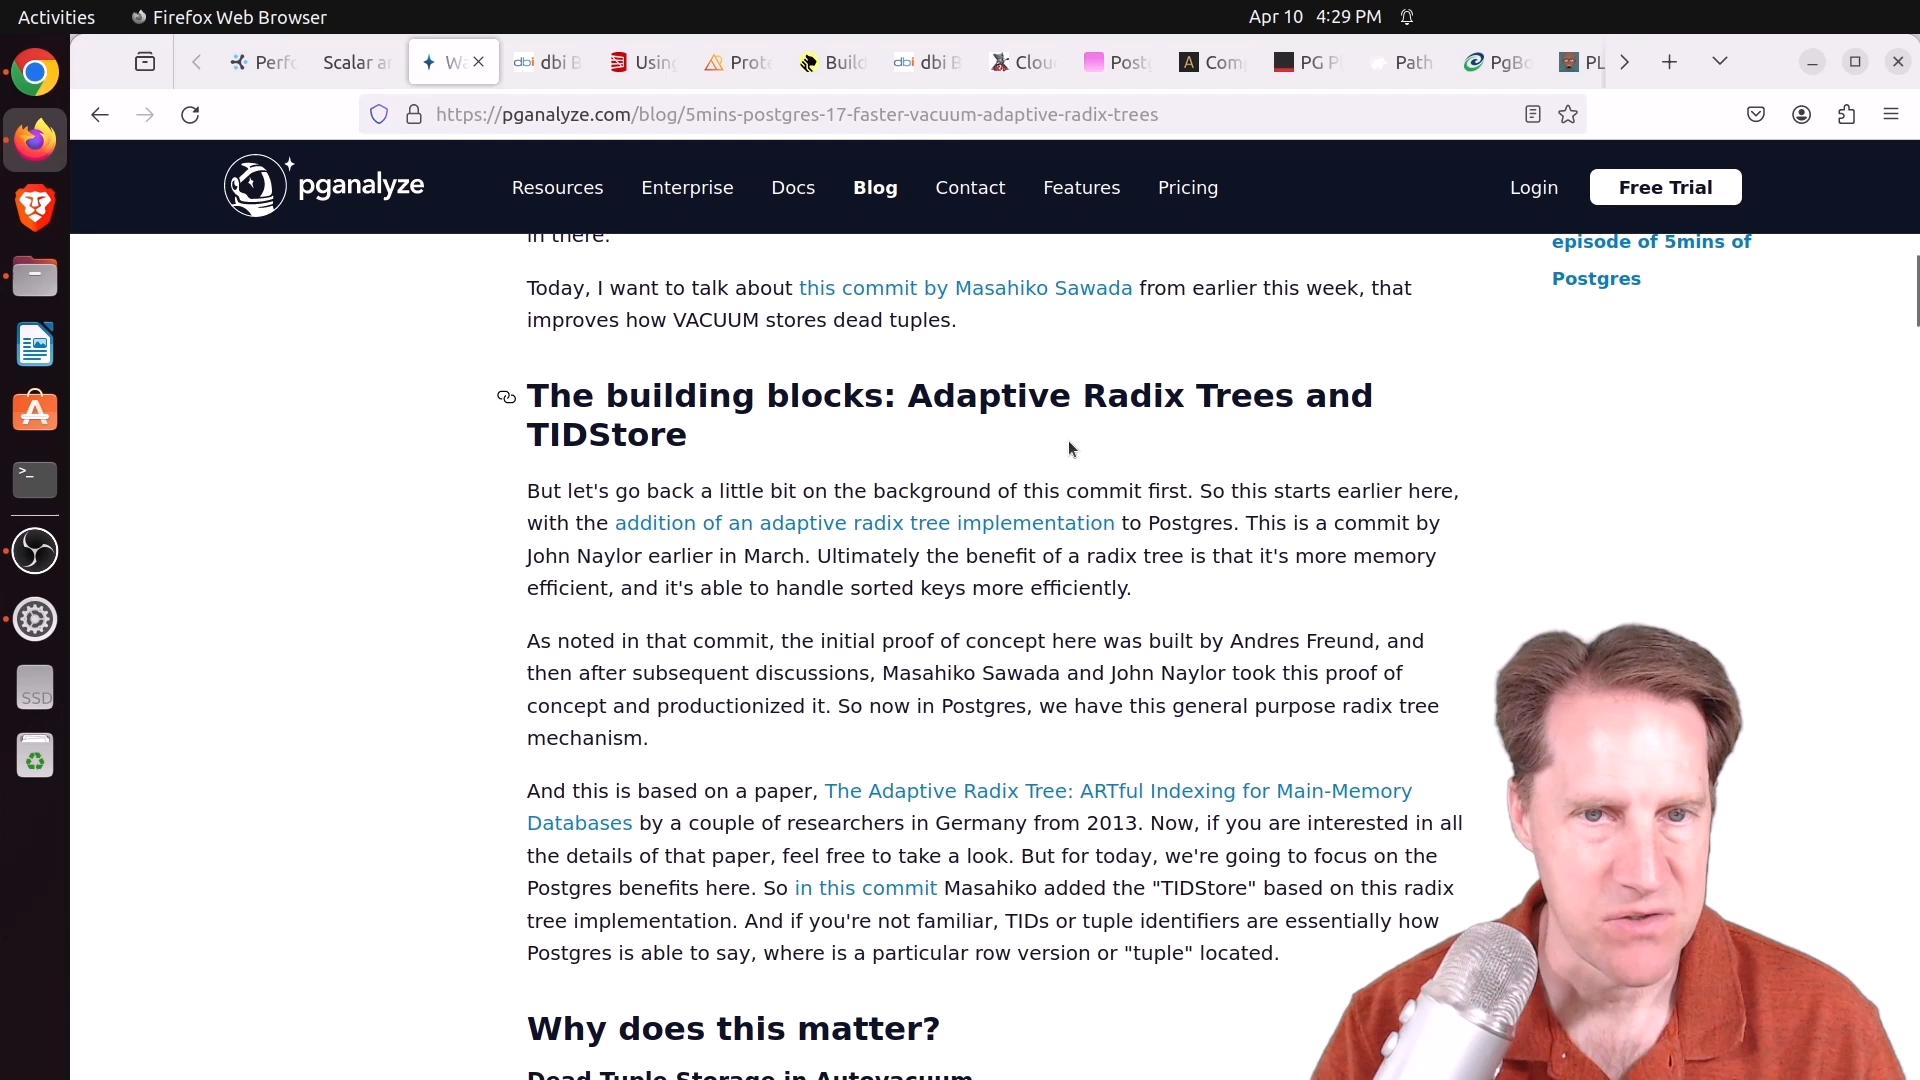 Activities
Firefox Web Browser
Apr 10 4:29 PM
Perfo
Scalar an
Wa
dbi B
Using
Prote
Build
dbi B
Clou
Postg
Com
PG P
Path
PgBo
PL
https://pganalyze.com/blog/5mins-postgres-17-faster-vacuum-adaptive-radix-trees
pganalyze
Resources
Enterprise
Docs
Blog
Contact
Features
Pricing
Login
Free Trial
in there.
episode of 5mins of
Postgres
Today, I want to talk about this commit by Masahiko Sawada from earlier this week, that
improves how VACUUM stores dead tuples.
The building blocks: Adaptive Radix Trees and
TIDStore
But let's go back a little bit on the background of this commit first. So this starts earlier here,
with the addition of an adaptive radix tree implementation to Postgres. This is a commit by
John Naylor earlier in March. Ultimately the benefit of a radix tree is that it's more memory
efficient, and it's able to handle sorted keys more efficiently.
As noted in that commit, the initial proof of concept here was built by Andres Freund, and
then after subsequent discussions, Masahiko Sawada and John Naylor took this proof of
concept and productionized it. So now in Postgres, we have this general purpose radix tree
mechanism.
And this is based on a paper, The Adaptive Radix Tree: ARTful Indexing for Main-Memory
Databases by a couple of researchers in Germany from 2013. Now, if you are interested in all
the details of that paper, feel free to take a look. But for today, we're going to focus on the
Postgres benefits here. So in this commit Masahiko added the "TIDStore" based on this radix
tree implementation. And if you're not familiar, TIDs or tuple identifiers are essentially how
Postgres is able to say, where is a particular row version or "tuple" located.
Why does this matter?
Dead Tuple Storage in Autovacuum
SSD